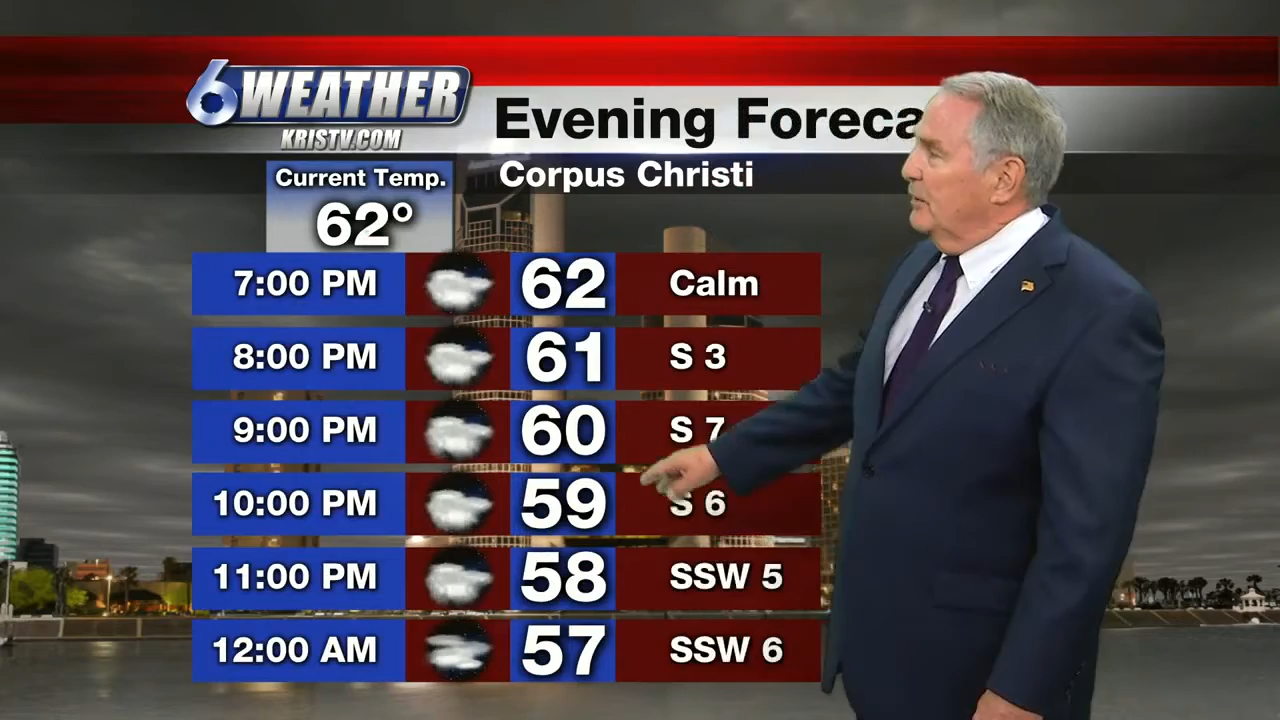 6 WEATHER
KRISTV.COM
Evening Foreca
Corpus Christi
Current Temp.
62°
7:00 PM 62 Calm
8:00 PM 61 S 3
9:00 PM 60 S 7
10:00 PM 59 S 6
11:00 PM 58 SSW 5
12:00 AM 57 SSW 6